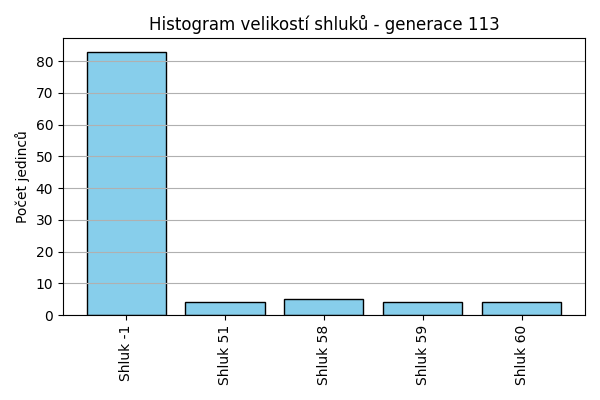 Histogram velikostí shluků - generace 113
Počet jedinců
80
70
60
50
40
30
20
10
0
Shluk -1
Shluk 51
Shluk 58
Shluk 59
Shluk 60